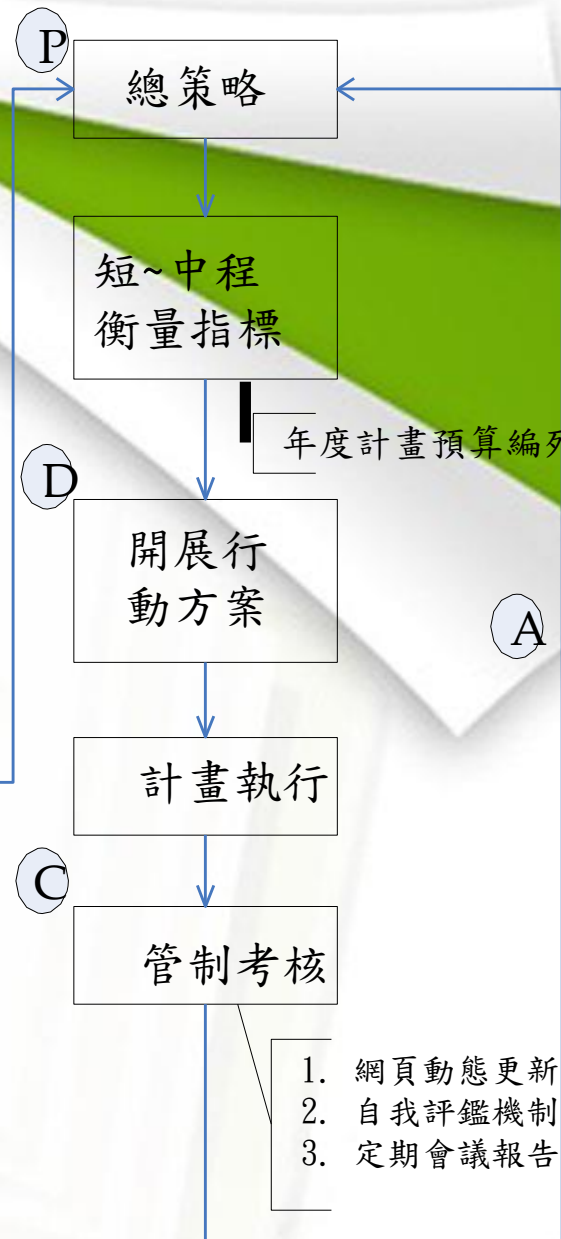 P
總策略
短~中程
衡量指標
年度計畫預算編列
D
開展行
動方案
A
計畫執行
C
管制考核
1. 網頁動態更新
2. 自我評鑑機制
3. 定期會議報告